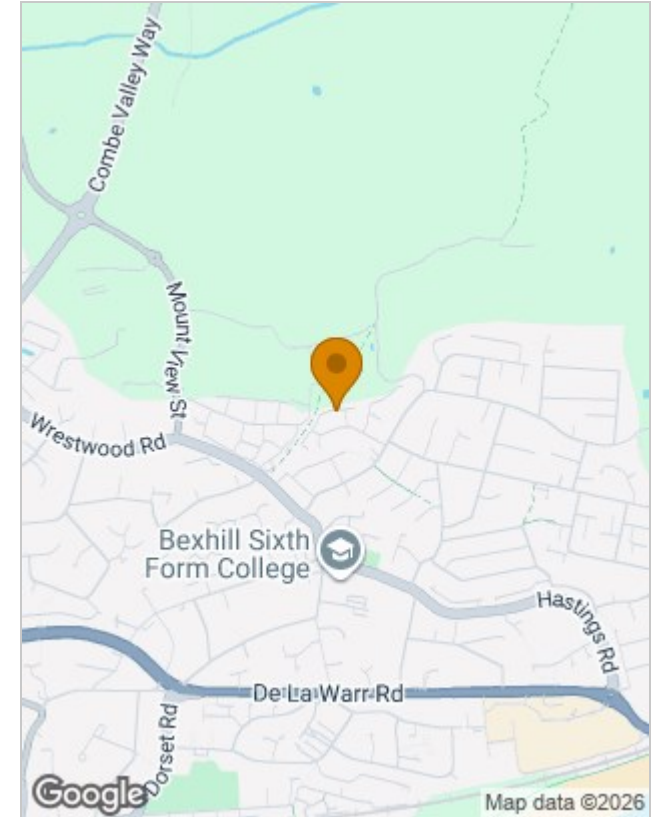 Combe Valley Way
Mount View St
Wrestwood Rd
Bexhill Sixth
Form College
Hastings Rd
De La Warr Rd
Dorset Rd
Google
Map data ©2026